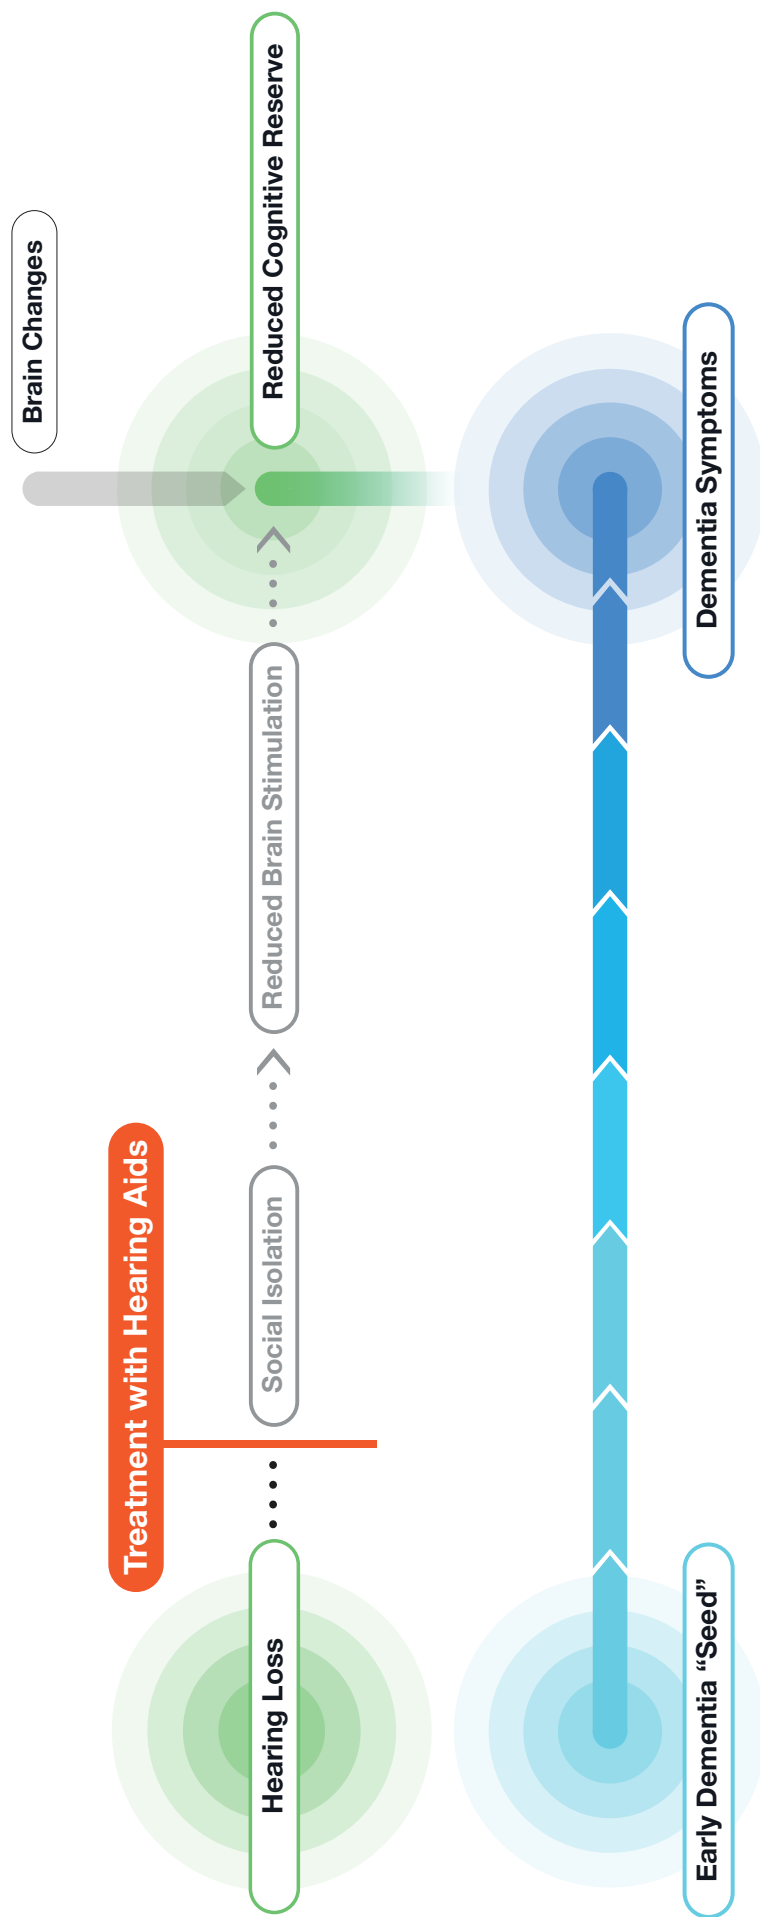 Brain Changes
Treatment with Hearing Aids
Hearing Loss
Social Isolation
Reduced Brain Stimulation
Reduced Cognitive Reserve
Early Dementia “Seed”
Dementia Symptoms